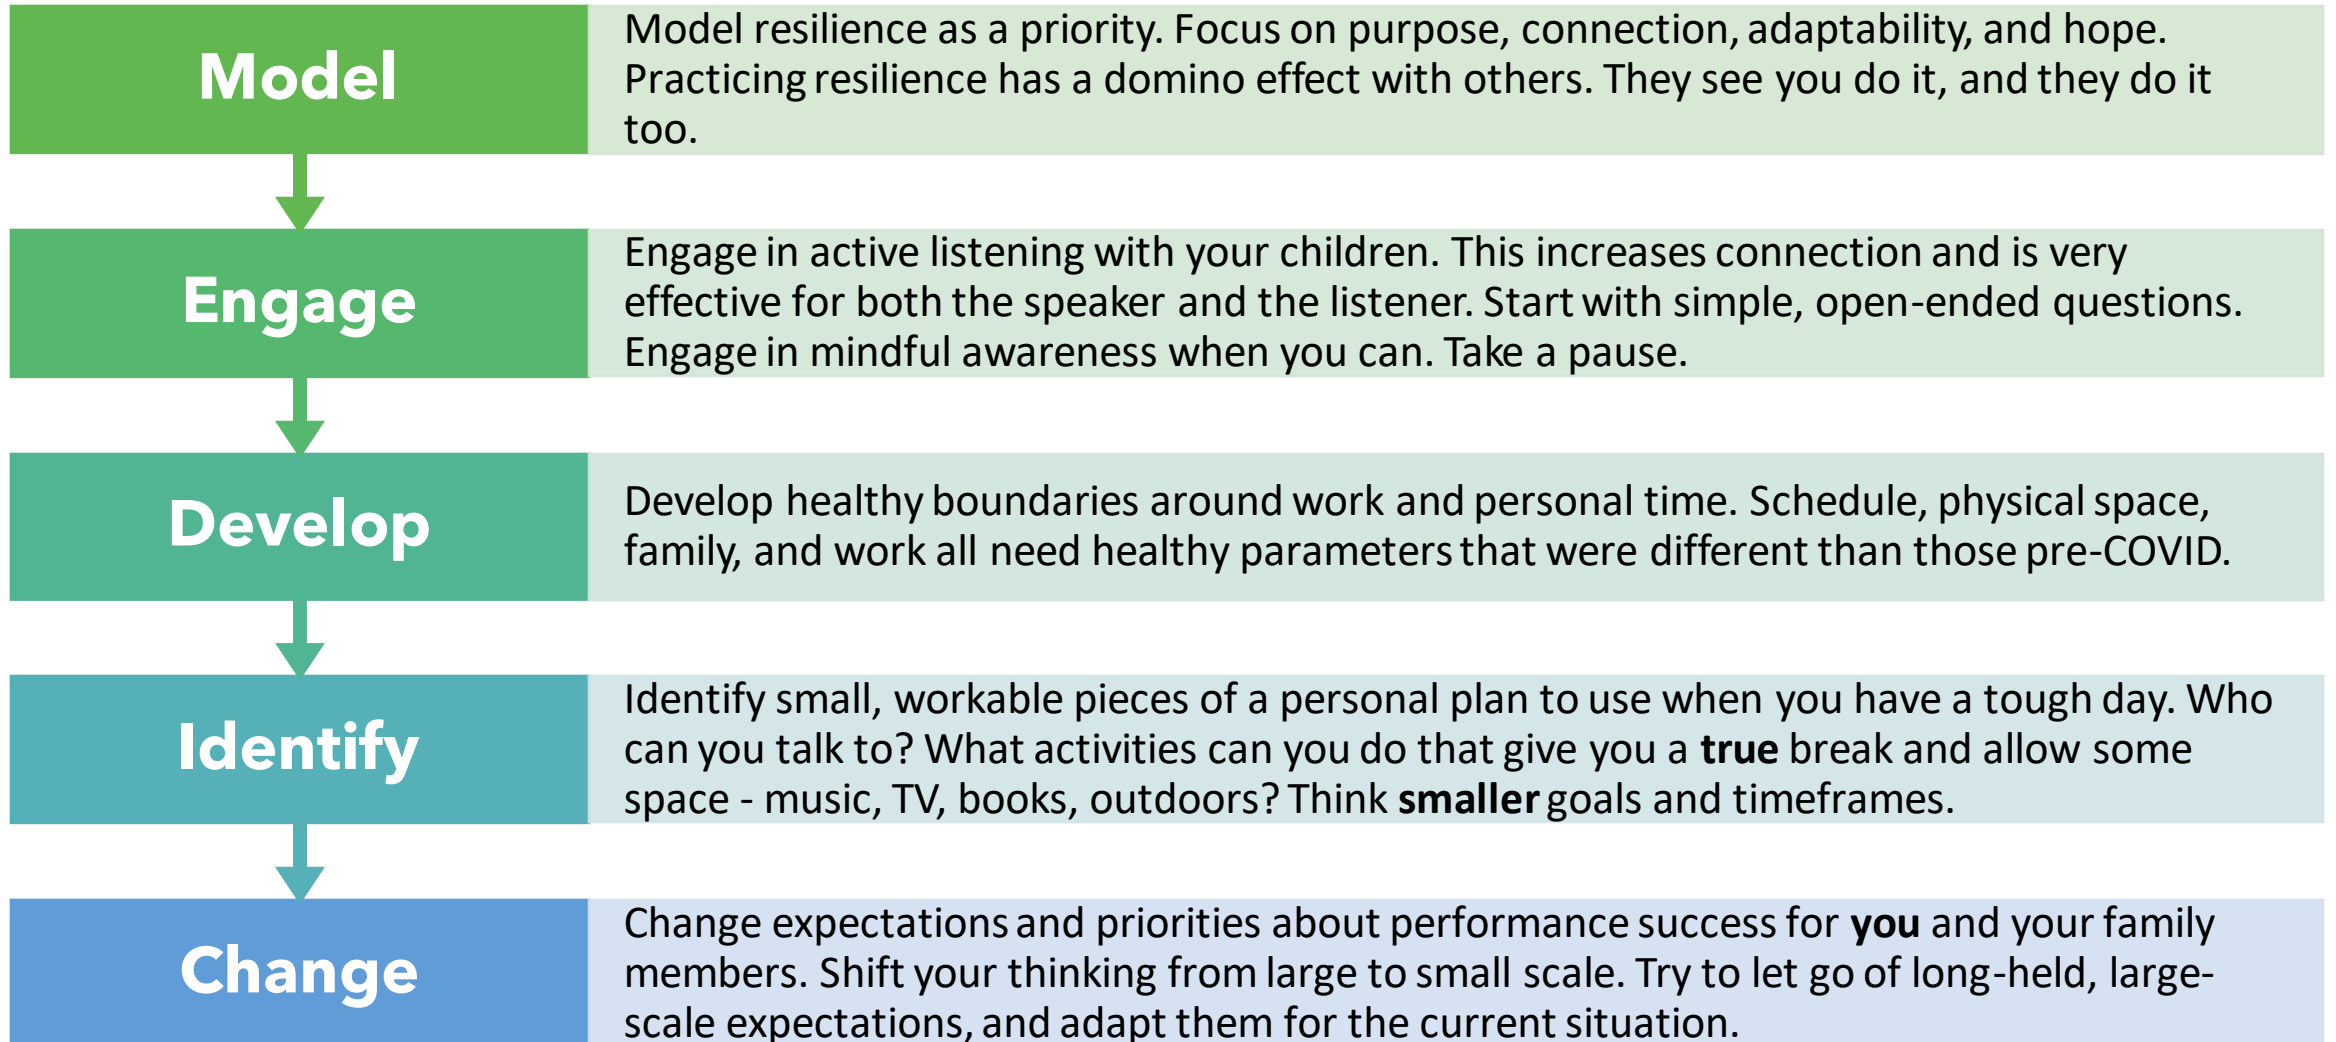 Model
Model resilience as a priority. Focus on purpose, connection, adaptability, and hope.
Practicing resilience has a domino effect with others. They see you do it, and they do it
too.
Engage
Engage in active listening with your children. This increases connection and is very
effective for both the speaker and the listener. Start with simple, open-ended questions.
Engage in mindful awareness when you can. Take a pause.
Develop
Develop healthy boundaries around work and personal time. Schedule, physical space,
family, and work all need healthy parameters that were different than those pre-COVID.
Identify
Identify small, workable pieces of a personal plan to use when you have a tough day. Who
can you talk to? What activities can you do that give you a true break and allow some
space - music, TV, books, outdoors? Think smaller goals and timeframes.
Change
Change expectations and priorities about performance success for you and your family
members. Shift your thinking from large to small scale. Try to let go of long-held, large-
scale expectations, and adapt them for the current situation.